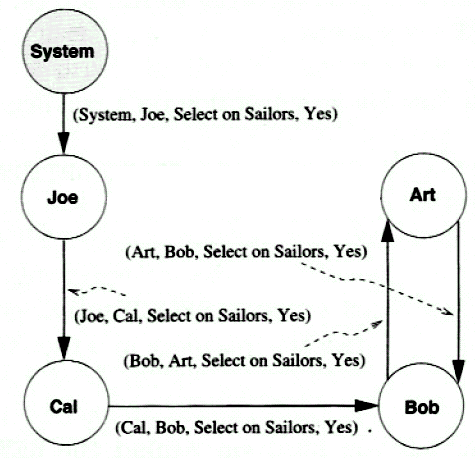 System
(System, Joe, Select on Sailors, Yes)
Joe
Art
(Art, Bob, Select on Sailors, Yes)
(Joe, Cal, Select on Sailors, Yes)
(Bob, Art, Select on Sailors, Yes)
Cal
Bob
(Cal, Bob, Select on Sailors, Yes) .